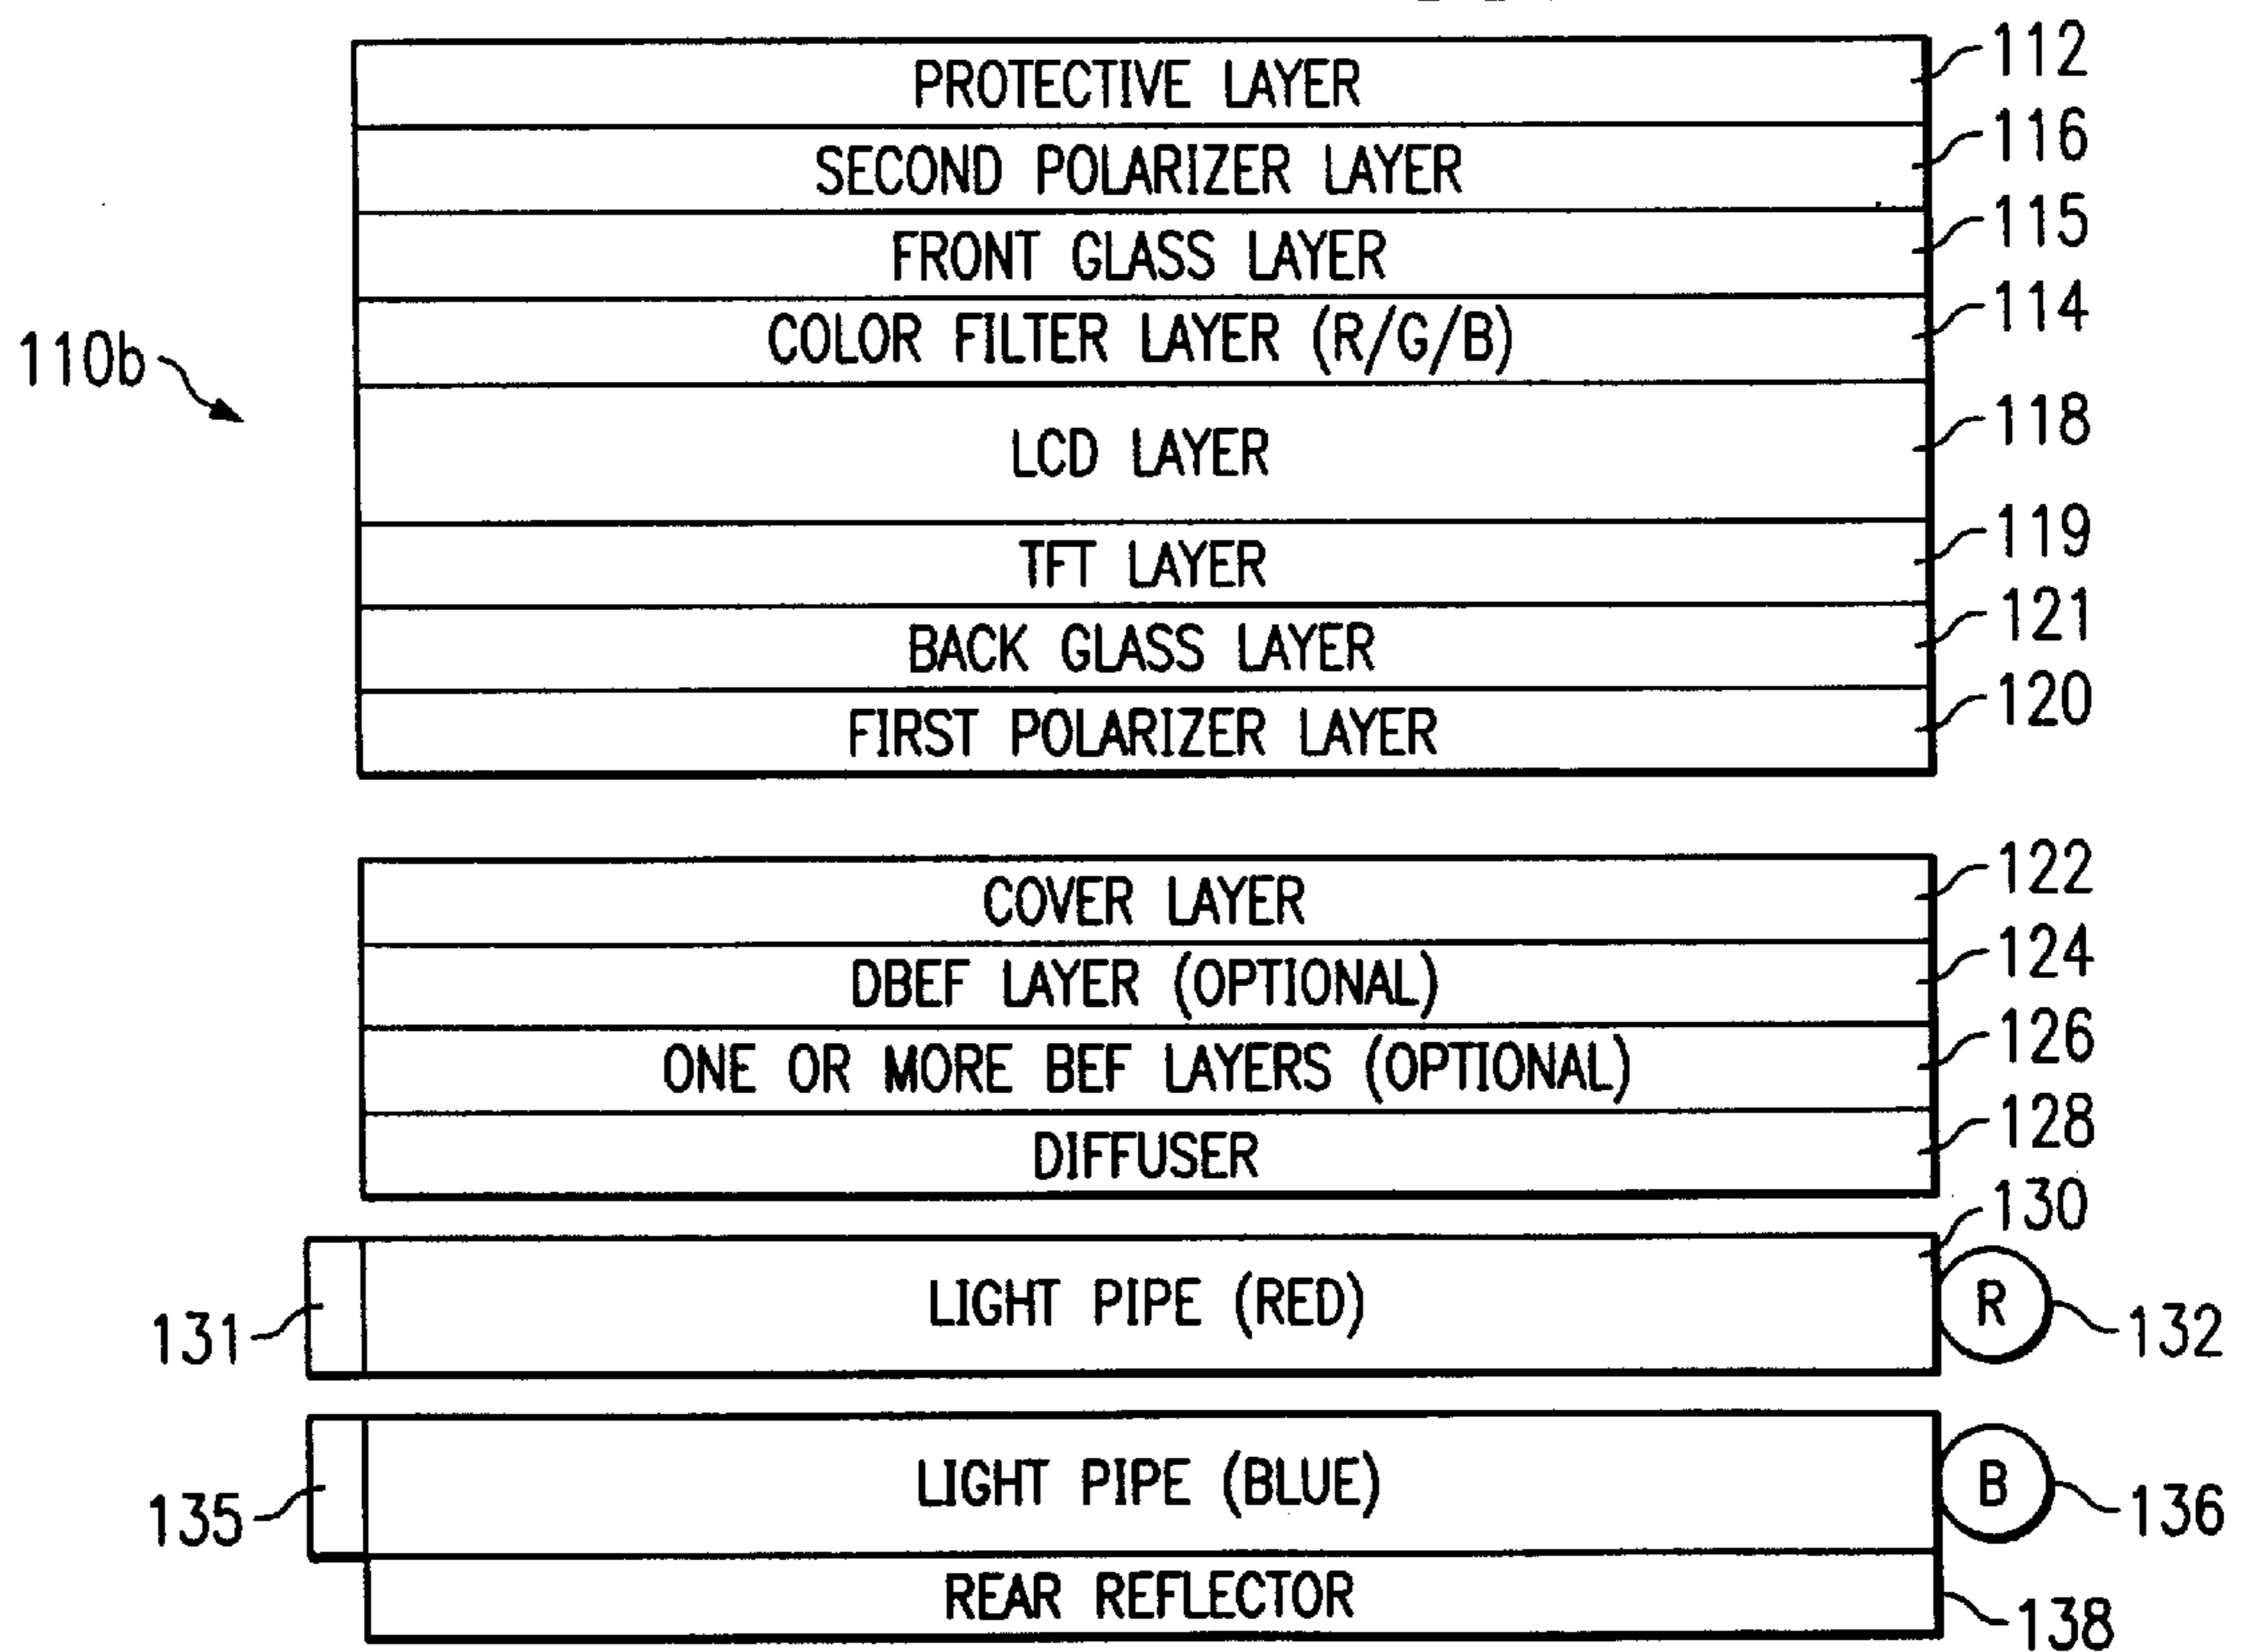 PROTECTIVE LAYER 112
SECOND POLARIZER LAYER 116
FRONT GLASS LAYER 115
COLOR FILTER LAYER (R/G/B) 114
110b
LCD LAYER 118
TFT LAYER 119
BACK GLASS LAYER 121
FIRST POLARIZER LAYER 120
COVER LAYER 122
DBEF LAYER (OPTIONAL) 124
ONE OR MORE BEF LAYERS (OPTIONAL) 126
DIFFUSER 128
130
131 LIGHT PIPE (RED) R 132
135 LIGHT PIPE (BLUE) B 136
REAR REFLECTOR 138